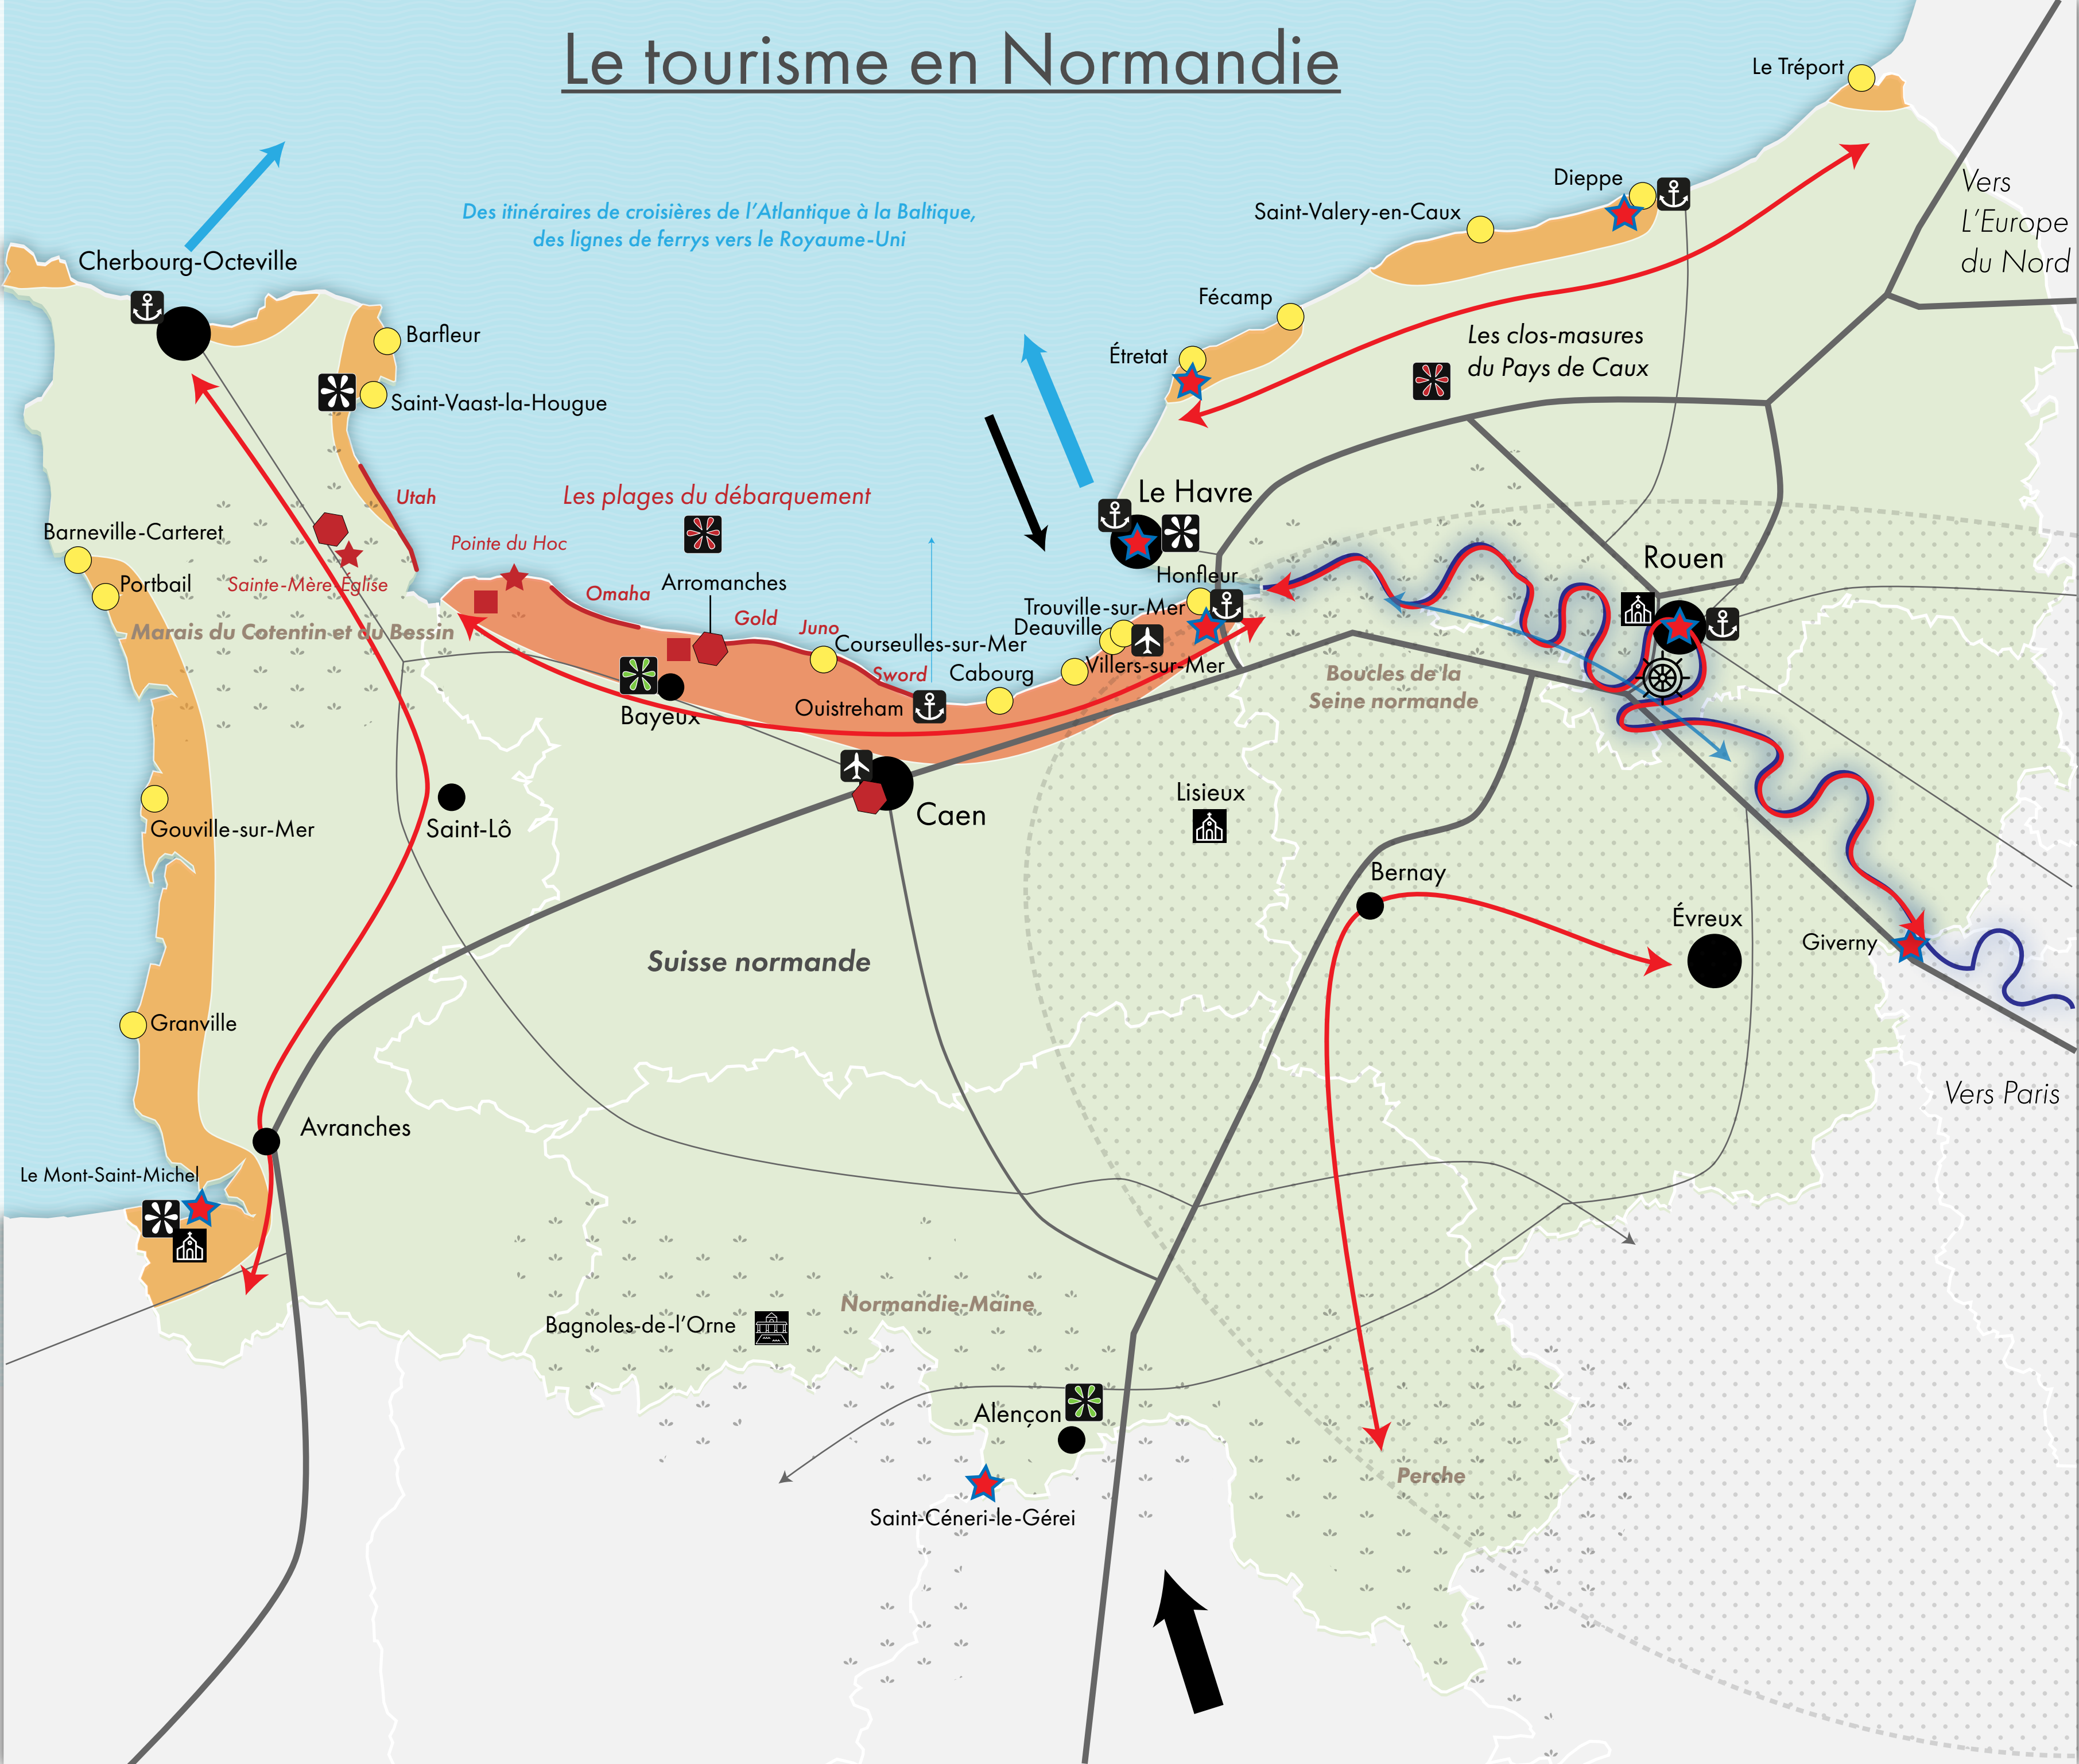 Le tourisme en Normandie
Le Tréport
Dieppe
Vers
L'Europe
du Nord
Saint-Valery-en-Caux
Des itinéraires de croisières de l'Atlantique à la Baltique,
des lignes de ferrys vers le Royaume-Uni
Cherbourg-Octeville
Fécamp
Barfleur
Les clos-masures
du Pays de Caux
Étretat
Saint-Vaast-la-Hougue
Utah
Les plages du débarquement
Le Havre
Barneville-Carteret
Pointe du Hoc
Rouen
Portbail
Sainte-Mère-Église
Arromanches
Honfleur
Omaha
Trouville-sur-Mer
Gold
Juno
Deauville
Marais du Cotentin et du Bessin
Courseulles-sur-Mer
Villers-sur-Mer
Sword
Cabourg
Boucles de la
Seine normande
Ouistreham
Bayeux
Lisieux
Caen
Gouville-sur-Mer
Saint-Lô
Bernay
Évreux
Giverny
Suisse normande
Granville
Vers Paris
Avranches
Le Mont-Saint-Michel
Normandie-Maine
Bagnoles-de-l'Orne
Alençon
Perche
Saint-Céneri-le-Gérei